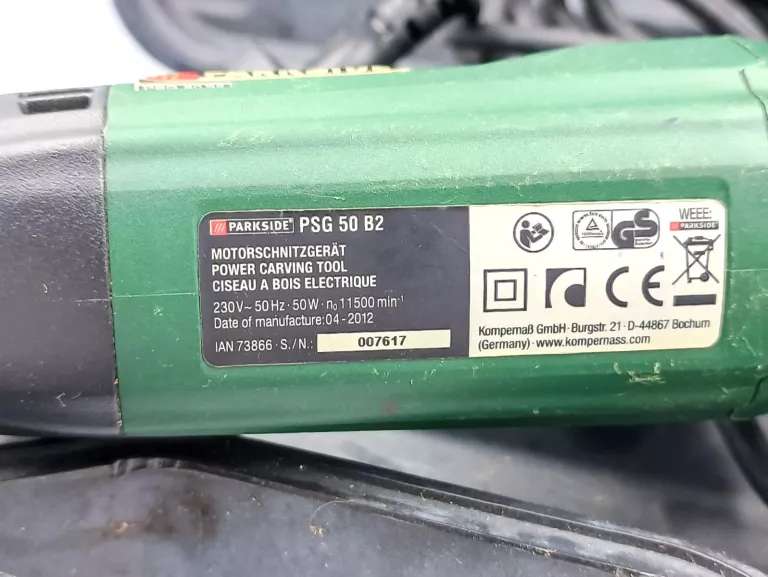 PARKSIDE PSG 50 B2
MOTORSCHNITZGERÄT
POWER CARVING TOOL
CISEAU A BOIS ELECTRIQUE
230V~ 50Hz · 50W · n₀ 11500 min⁻¹
Date of manufacture: 04-2012
IAN 73866 · S./N.: 007617
GS
WEEE:
PARKSIDE
CE
Kompernaß GmbH · Burgstr. 21 · D-44867 Bochum
(Germany) · www.kompernass.com